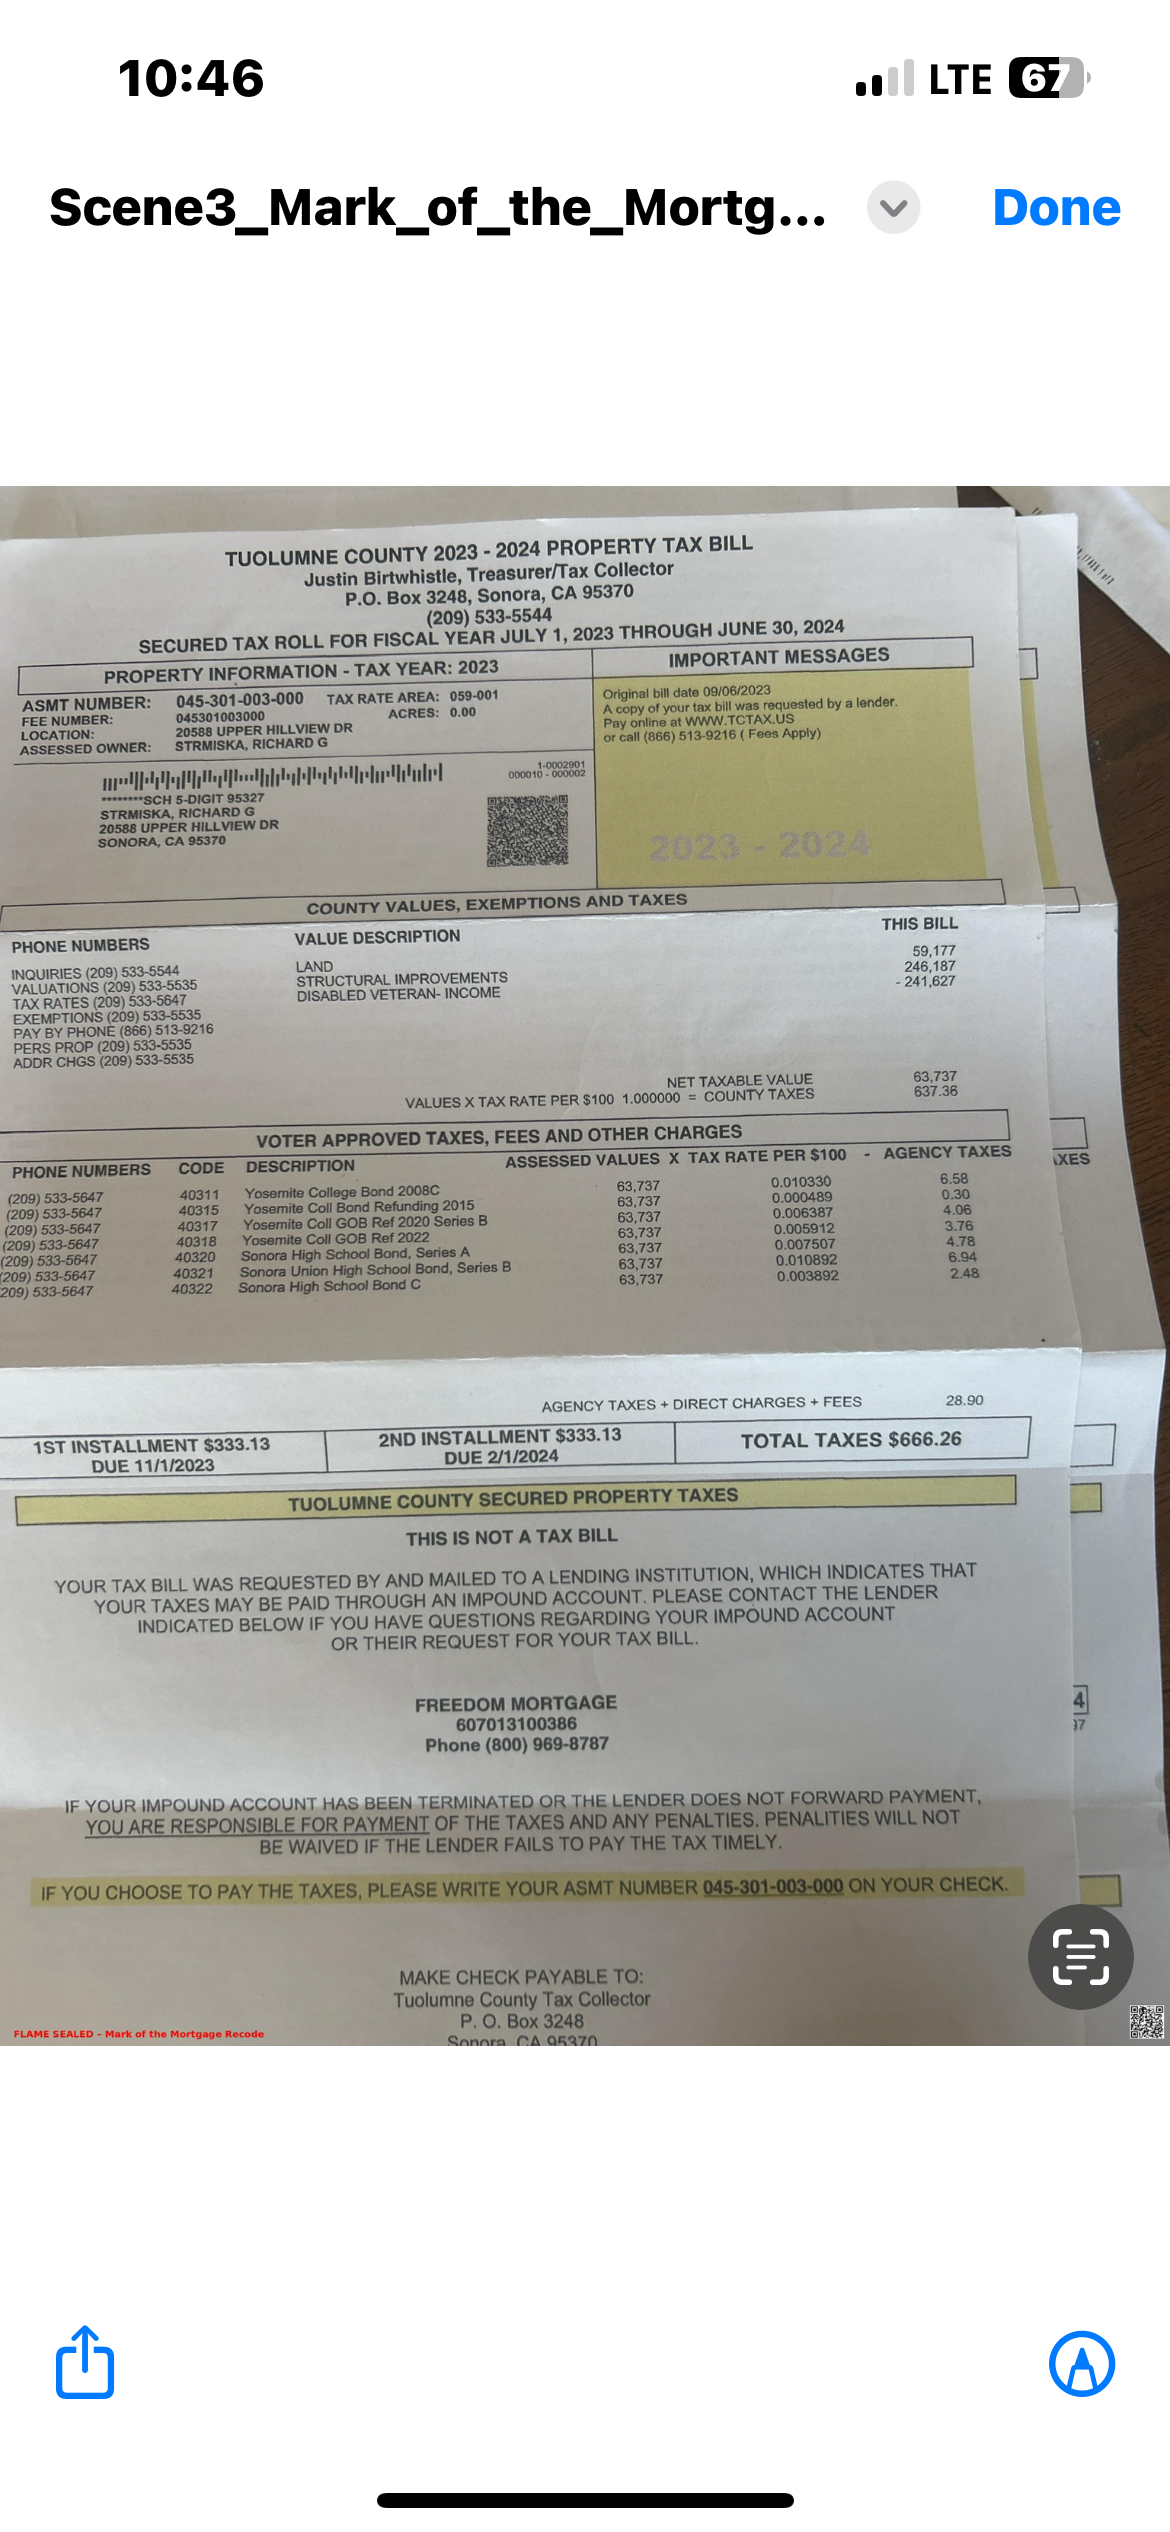 10:46
LTE
67
Scene3_Mark_of_the_Mortg...
Done
TUOLUMNE COUNTY 2023 - 2024 PROPERTY TAX BILL
Justin Birtwhistle, Treasurer/Tax Collector
P.O. Box 3248, Sonora, CA 95370
(209) 533-5544
SECURED TAX ROLL FOR FISCAL YEAR JULY 1, 2023 THROUGH JUNE 30, 2024
PROPERTY INFORMATION - TAX YEAR: 2023
ASMT NUMBER: 045-301-003-000 TAX RATE AREA: 059-001
FEE NUMBER: 045301003000 ACRES: 0.00
LOCATION: 20588 UPPER HILLVIEW DR
ASSESSED OWNER: STRMISKA, RICHARD G
IMPORTANT MESSAGES
Original bill date 09/06/2023
A copy of your tax bill was requested by a lender.
Pay online at WWW.TCTAX.US
or call (866) 513-9216 ( Fees Apply)
2023 - 2024
1-0002901
000010 - 000002
********SCH 5-DIGIT 95327
STRMISKA, RICHARD G
20588 UPPER HILLVIEW DR
SONORA, CA 95370
COUNTY VALUES, EXEMPTIONS AND TAXES
PHONE NUMBERS VALUE DESCRIPTION THIS BILL
INQUIRIES (209) 533-5544
VALUATIONS (209) 533-5535
TAX RATES (209) 533-5647
EXEMPTIONS (209) 533-5535
PAY BY PHONE (866) 513-9216
PERS PROP (209) 533-5535
ADDR CHGS (209) 533-5535
LAND 59,177
STRUCTURAL IMPROVEMENTS 246,187
DISABLED VETERAN- INCOME - 241,627
NET TAXABLE VALUE 63,737
VALUES X TAX RATE PER $100 1.000000 = COUNTY TAXES 637.36
VOTER APPROVED TAXES, FEES AND OTHER CHARGES
PHONE NUMBERS CODE DESCRIPTION ASSESSED VALUES X TAX RATE PER $100 - AGENCY TAXES
(209) 533-5647 40311 Yosemite College Bond 2008C 63,737 0.010330 6.58
(209) 533-5647 40315 Yosemite Coll Bond Refunding 2015 63,737 0.000489 0.30
(209) 533-5647 40317 Yosemite Coll GOB Ref 2020 Series B 63,737 0.006387 4.06
(209) 533-5647 40318 Yosemite Coll GOB Ref 2022 63,737 0.005912 3.76
(209) 533-5647 40320 Sonora High School Bond, Series A 63,737 0.007507 4.78
209) 533-5647 40321 Sonora Union High School Bond, Series B 63,737 0.010892 6.94
209) 533-5647 40322 Sonora High School Bond C 63,737 0.003892 2.48
AXES
AGENCY TAXES + DIRECT CHARGES + FEES 28.90
1ST INSTALLMENT $333.13
DUE 11/1/2023
2ND INSTALLMENT $333.13
DUE 2/1/2024
TOTAL TAXES $666.26
TUOLUMNE COUNTY SECURED PROPERTY TAXES
THIS IS NOT A TAX BILL
YOUR TAX BILL WAS REQUESTED BY AND MAILED TO A LENDING INSTITUTION, WHICH INDICATES THAT
YOUR TAXES MAY BE PAID THROUGH AN IMPOUND ACCOUNT. PLEASE CONTACT THE LENDER
INDICATED BELOW IF YOU HAVE QUESTIONS REGARDING YOUR IMPOUND ACCOUNT
OR THEIR REQUEST FOR YOUR TAX BILL.
FREEDOM MORTGAGE
607013100386
Phone (800) 969-8787
4
97
IF YOUR IMPOUND ACCOUNT HAS BEEN TERMINATED OR THE LENDER DOES NOT FORWARD PAYMENT,
YOU ARE RESPONSIBLE FOR PAYMENT OF THE TAXES AND ANY PENALTIES. PENALITIES WILL NOT
BE WAIVED IF THE LENDER FAILS TO PAY THE TAX TIMELY.
IF YOU CHOOSE TO PAY THE TAXES, PLEASE WRITE YOUR ASMT NUMBER 045-301-003-000 ON YOUR CHECK.
MAKE CHECK PAYABLE TO:
Tuolumne County Tax Collector
P. O. Box 3248
Sonora, CA 95370
FLAME SEALED – Mark of the Mortgage Recode